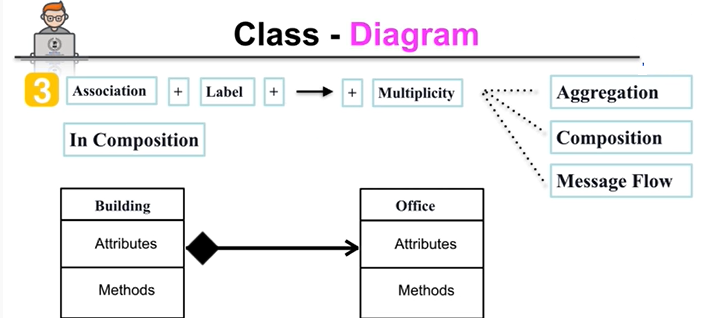 Class - Diagram
3 Association + Label + + Multiplicity
Aggregation
Composition
Message Flow
In Composition
Building
Attributes
Methods
Office
Attributes
Methods